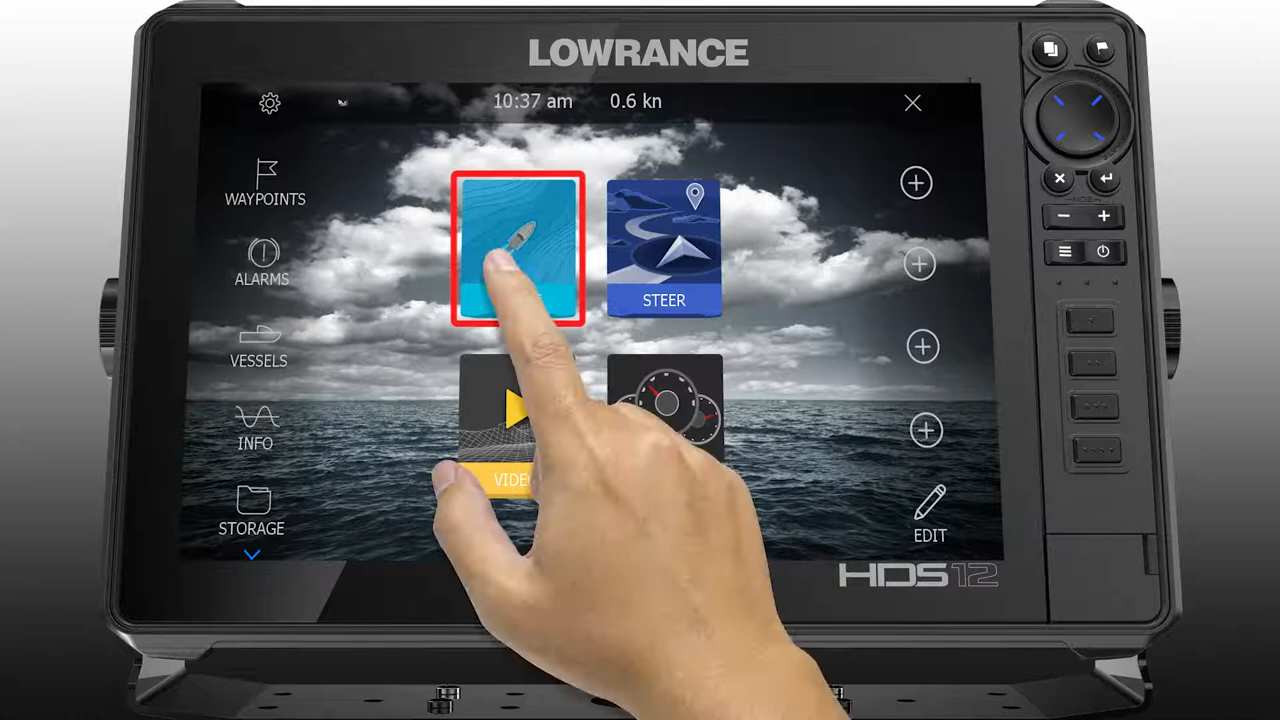 LOWRANCE
10:37 am 0.6 kn
WAYPOINTS
ALARMS
STEER
VESSELS
INFO
STORAGE
EDIT
HDS12